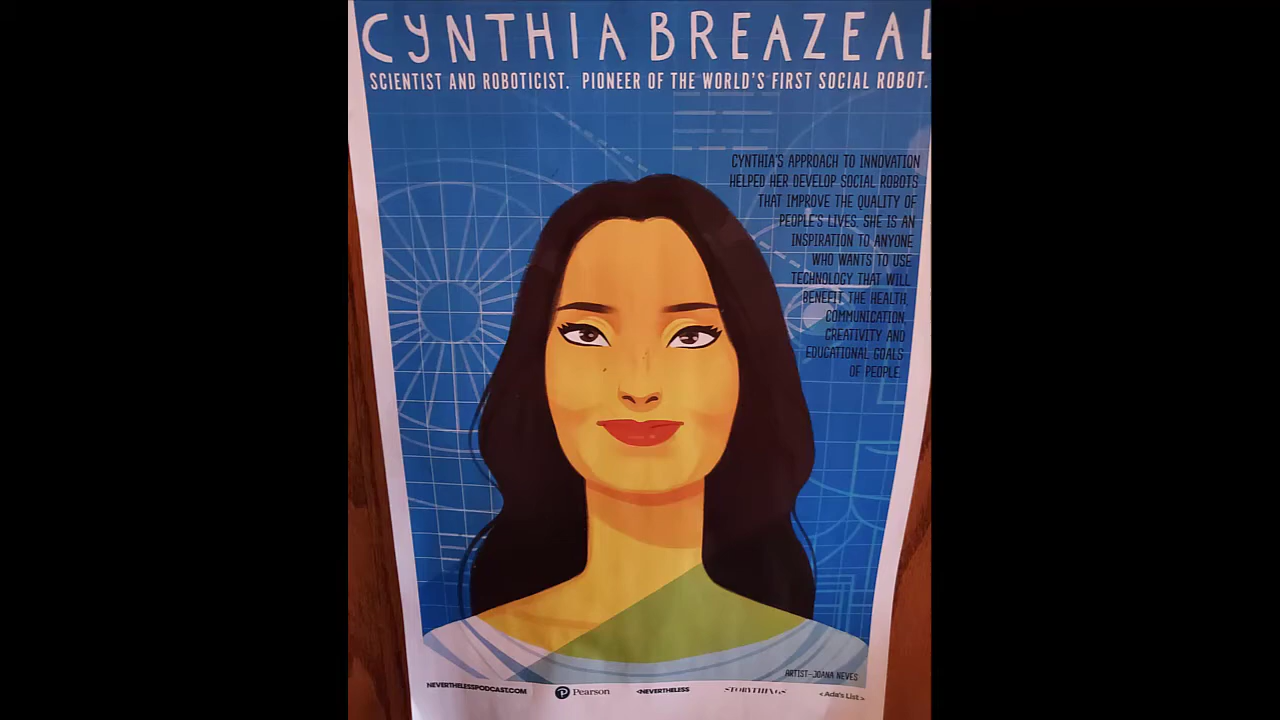 CYNTHIA BREAZEAL
SCIENTIST AND ROBOTICIST. PIONEER OF THE WORLD'S FIRST SOCIAL ROBOT.
CYNTHIA'S APPROACH TO INNOVATION
HELPED HER DEVELOP SOCIAL ROBOTS
THAT IMPROVE THE QUALITY OF
PEOPLE'S LIVES. SHE IS AN
INSPIRATION TO ANYONE
WHO WANTS TO USE
TECHNOLOGY THAT WILL
BENEFIT THE HEALTH,
COMMUNICATION,
CREATIVITY AND
EDUCATIONAL GOALS
OF PEOPLE.
ARTIST-JOANA NEVES
NEVERTHELESSPODCAST.COM
Pearson
<NEVERTHELESS
STORYTHINGS
<Ada's List>